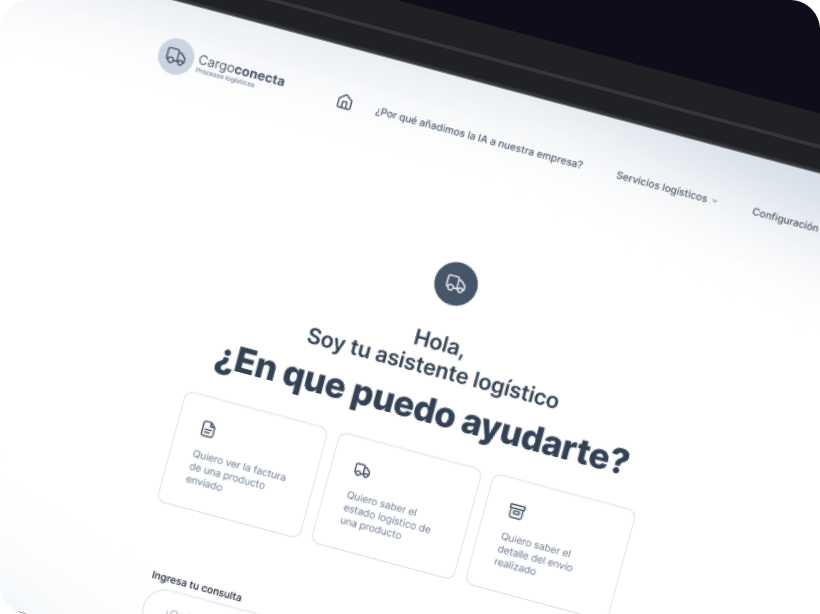 Cargoconecta
Procesos logísticos
¿Por qué añadimos la IA a nuestra empresa?
Servicios logísticos
Configuración
Hola,
Soy tu asistente logístico
¿En que puedo ayudarte?
Quiero ver la factura
de una producto
enviado
Quiero saber el
estado logístico de
una producto
Quiero saber el
detalle del envío
realizado
Ingresa tu consulta